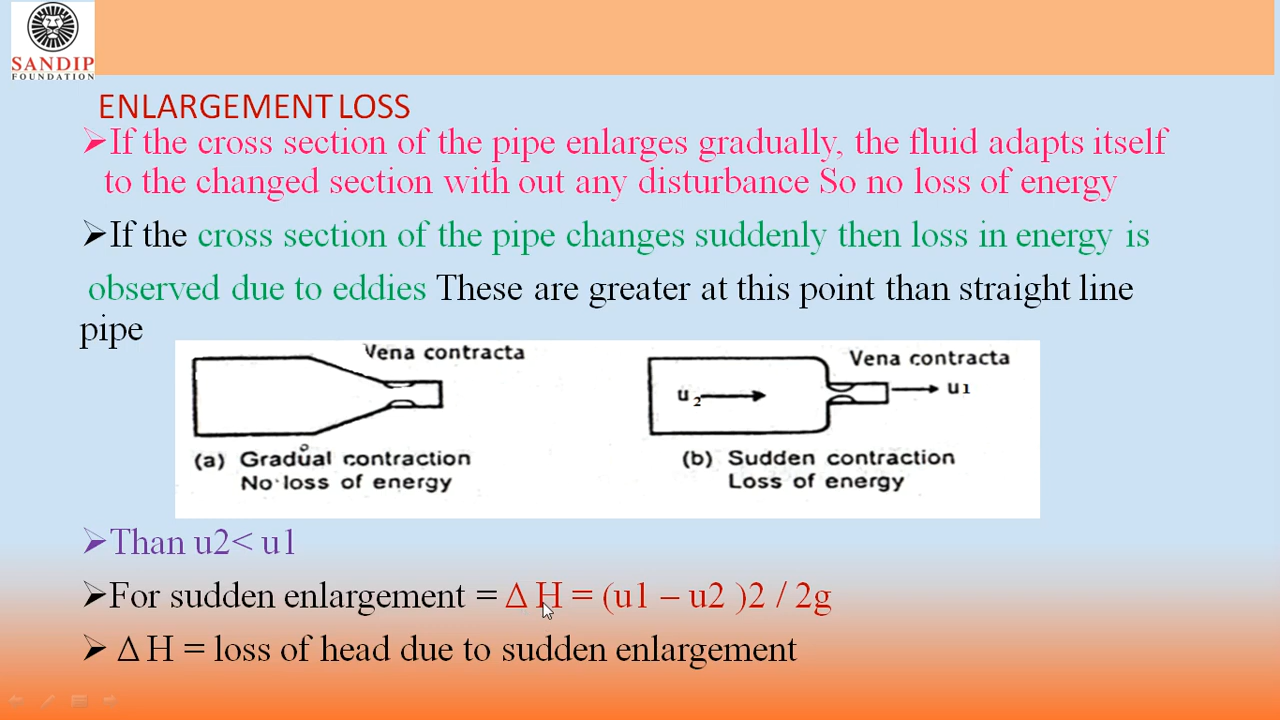 SANDIP
FOUNDATION
ENLARGEMENT LOSS
➢If the cross section of the pipe enlarges gradually, the fluid adapts itself
to the changed section with out any disturbance So no loss of energy
➢If the cross section of the pipe changes suddenly then loss in energy is
observed due to eddies These are greater at this point than straight line
pipe
Vena contracta
Vena contracta
u2
u1
(a) Gradual contraction
No loss of energy
(b) Sudden contraction
Loss of energy
➢Than u2< u1
➢For sudden enlargement = Δ H = (u1 – u2 )2 / 2g
➢ Δ H = loss of head due to sudden enlargement